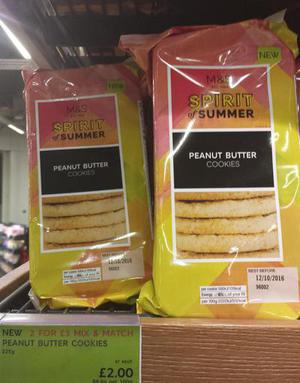 NEW
M&S
SPIRIT
of SUMMER
PEANUT BUTTER
COOKIES
NEW
M&S
SPIRIT
of SUMMER
PEANUT BUTTER
COOKIES
BEST BEFORE
12/10/2016
96002
NEW 2 FOR £3 MIX & MATCH
PEANUT BUTTER COOKIES
225g
£2.00